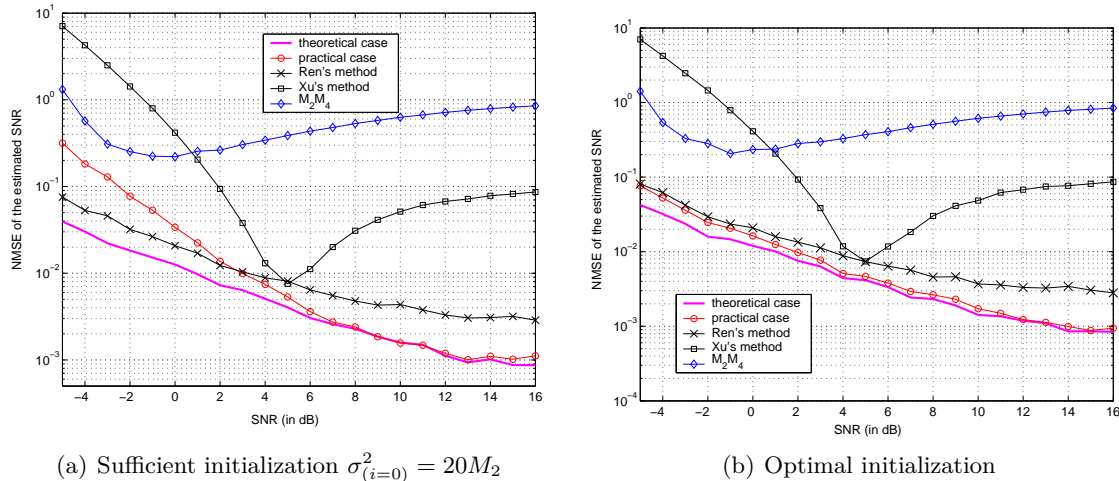 10^1
10^0
10^−1
10^−2
10^−3
NMSE of the estimated SNR
−4 −2 0 2 4 6 8 10 12 14 16
SNR (in dB)
theoretical case
practical case
Ren's method
Xu's method
M_2M_4
(a) Sufficient initialization σ^2_(i=0) = 20M_2
10^1
10^0
10^−1
10^−2
10^−3
10^−4
NMSE of the estimated SNR
−4 −2 0 2 4 6 8 10 12 14 16
SNR (in dB)
theoretical case
practical case
Ren's method
Xu's method
M_2M_4
(b) Optimal initialization